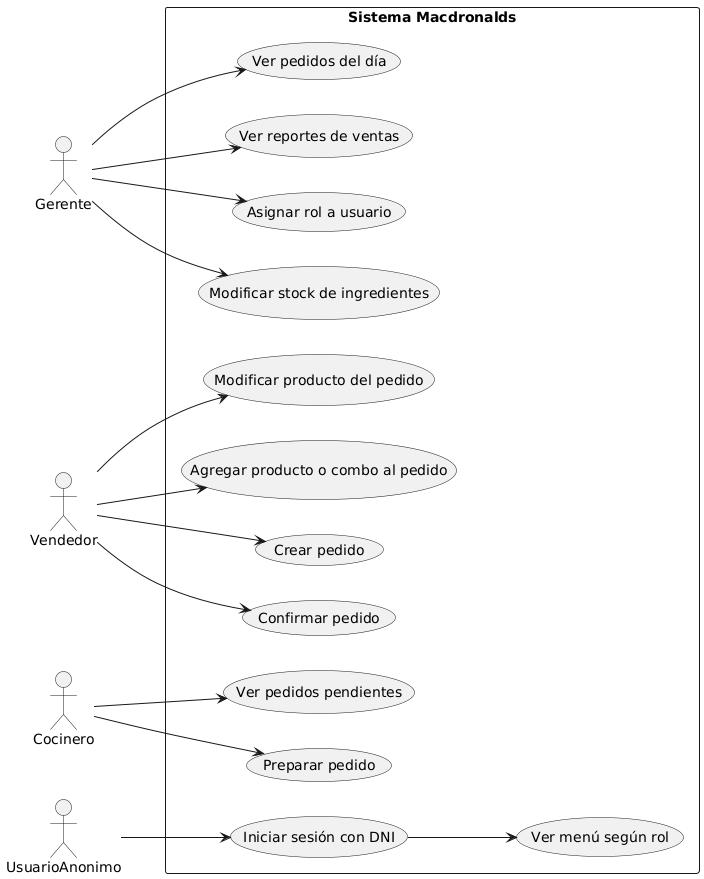 Sistema Macdronalds
Ver pedidos del día
Ver reportes de ventas
Gerente
Asignar rol a usuario
Modificar stock de ingredientes
Modificar producto del pedido
Agregar producto o combo al pedido
Vendedor
Crear pedido
Confirmar pedido
Ver pedidos pendientes
Cocinero
Preparar pedido
Iniciar sesión con DNI
Ver menú según rol
UsuarioAnonimo